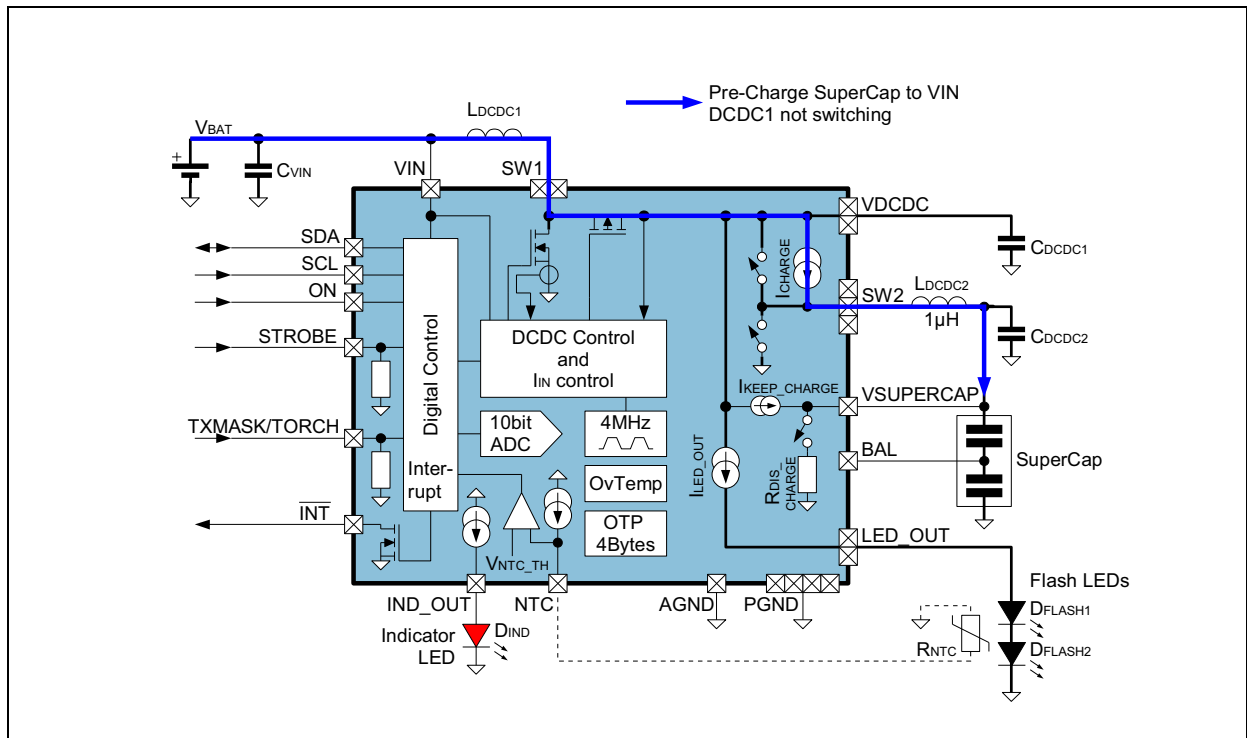 Pre-Charge SuperCap to VIN
DCDC1 not switching
LDCDC1
VBAT
+
CVIN
VIN
SW1
VDCDC
CDCDC1
SDA
SCL
ON
STROBE
TXMASK/TORCH
INT
Digital Control
Inter-
rupt
DCDC Control
and
IIN control
10bit
ADC
4MHz
OvTemp
OTP
4Bytes
VNTC_TH
ICHARGE
SW2
LDCDC2
1µH
CDCDC2
IKEEP_CHARGE
VSUPERCAP
BAL
SuperCap
ILED_OUT
RDIS_
CHARGE
LED_OUT
Flash LEDs
DFLASH1
DFLASH2
RNTC
IND_OUT
NTC
AGND
PGND
Indicator
LED
DIND